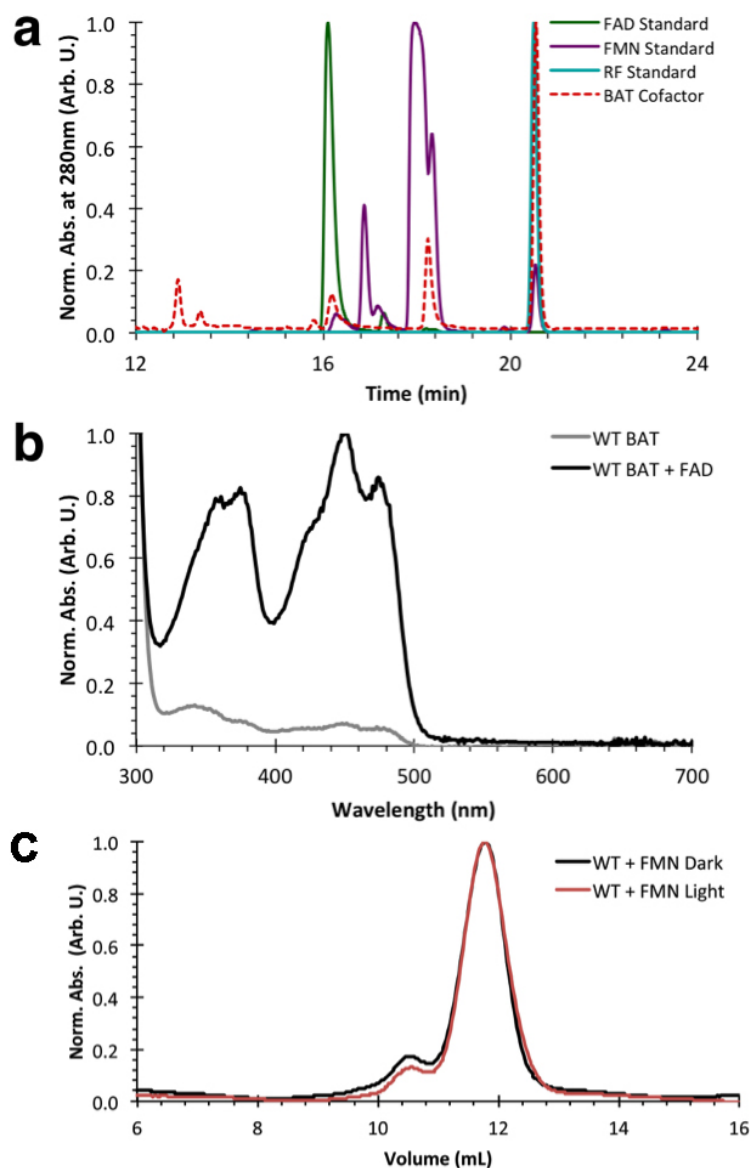 a
FAD Standard
FMN Standard
RF Standard
BAT Cofactor
Norm. Abs. at 280nm (Arb. U.)
1.0
0.8
0.6
0.4
0.2
0.0
12 16 20 24
Time (min)
b
WT BAT
WT BAT + FAD
Norm. Abs. (Arb. U.)
1.0
0.8
0.6
0.4
0.2
0.0
300 400 500 600 700
Wavelength (nm)
c
WT + FMN Dark
WT + FMN Light
Norm. Abs. (Arb. U.)
1.0
0.8
0.6
0.4
0.2
0.0
6 8 10 12 14 16
Volume (mL)